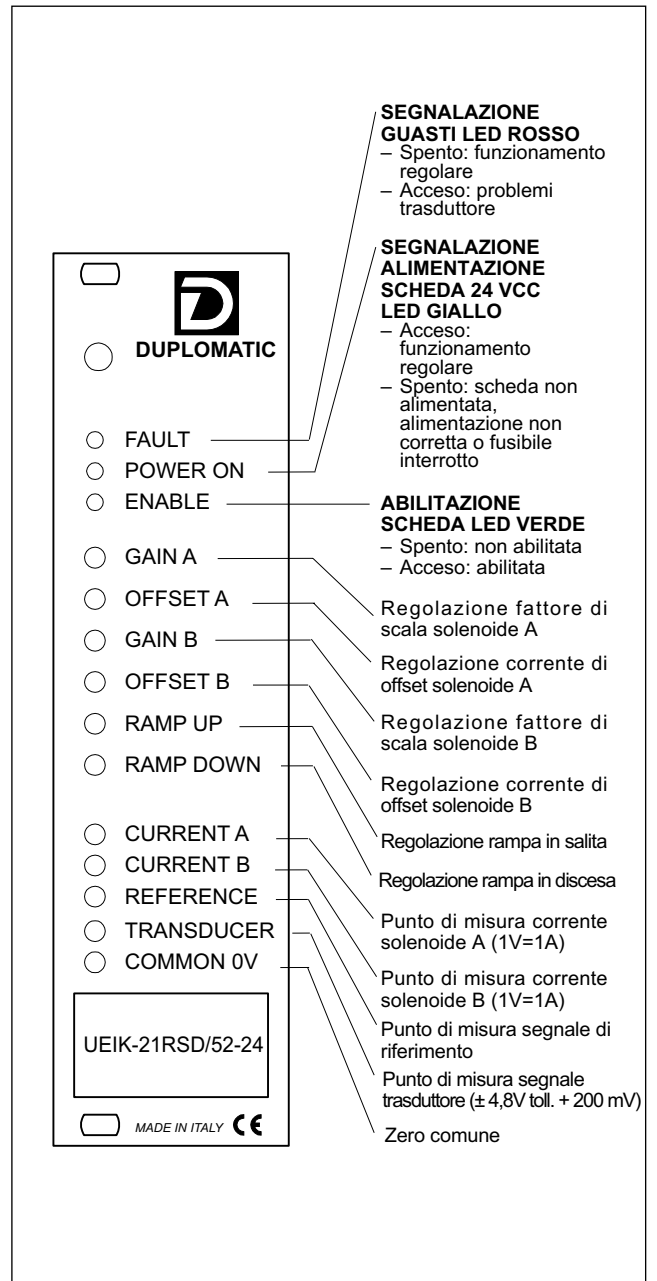 SEGNALAZIONE
GUASTI LED ROSSO
– Spento: funzionamento
regolare
– Acceso: problemi
trasduttore
SEGNALAZIONE
ALIMENTAZIONE
SCHEDA 24 VCC
LED GIALLO
– Acceso:
funzionamento
regolare
– Spento: scheda non
alimentata,
alimentazione non
corretta o fusibile
interrotto
ABILITAZIONE
SCHEDA LED VERDE
– Spento: non abilitata
– Acceso: abilitata
Regolazione fattore di
scala solenoide A
Regolazione corrente di
offset solenoide A
Regolazione fattore di
scala solenoide B
Regolazione corrente di
offset solenoide B
Regolazione rampa in salita
Regolazione rampa in discesa
Punto di misura corrente
solenoide A (1V=1A)
Punto di misura corrente
solenoide B (1V=1A)
Punto di misura segnale di
riferimento
Punto di misura segnale
trasduttore (± 4,8V toll. + 200 mV)
Zero comune
D
DUPLOMATIC
FAULT
POWER ON
ENABLE
GAIN A
OFFSET A
GAIN B
OFFSET B
RAMP UP
RAMP DOWN
CURRENT A
CURRENT B
REFERENCE
TRANSDUCER
COMMON 0V
UEIK-21RSD/52-24
MADE IN ITALY CE